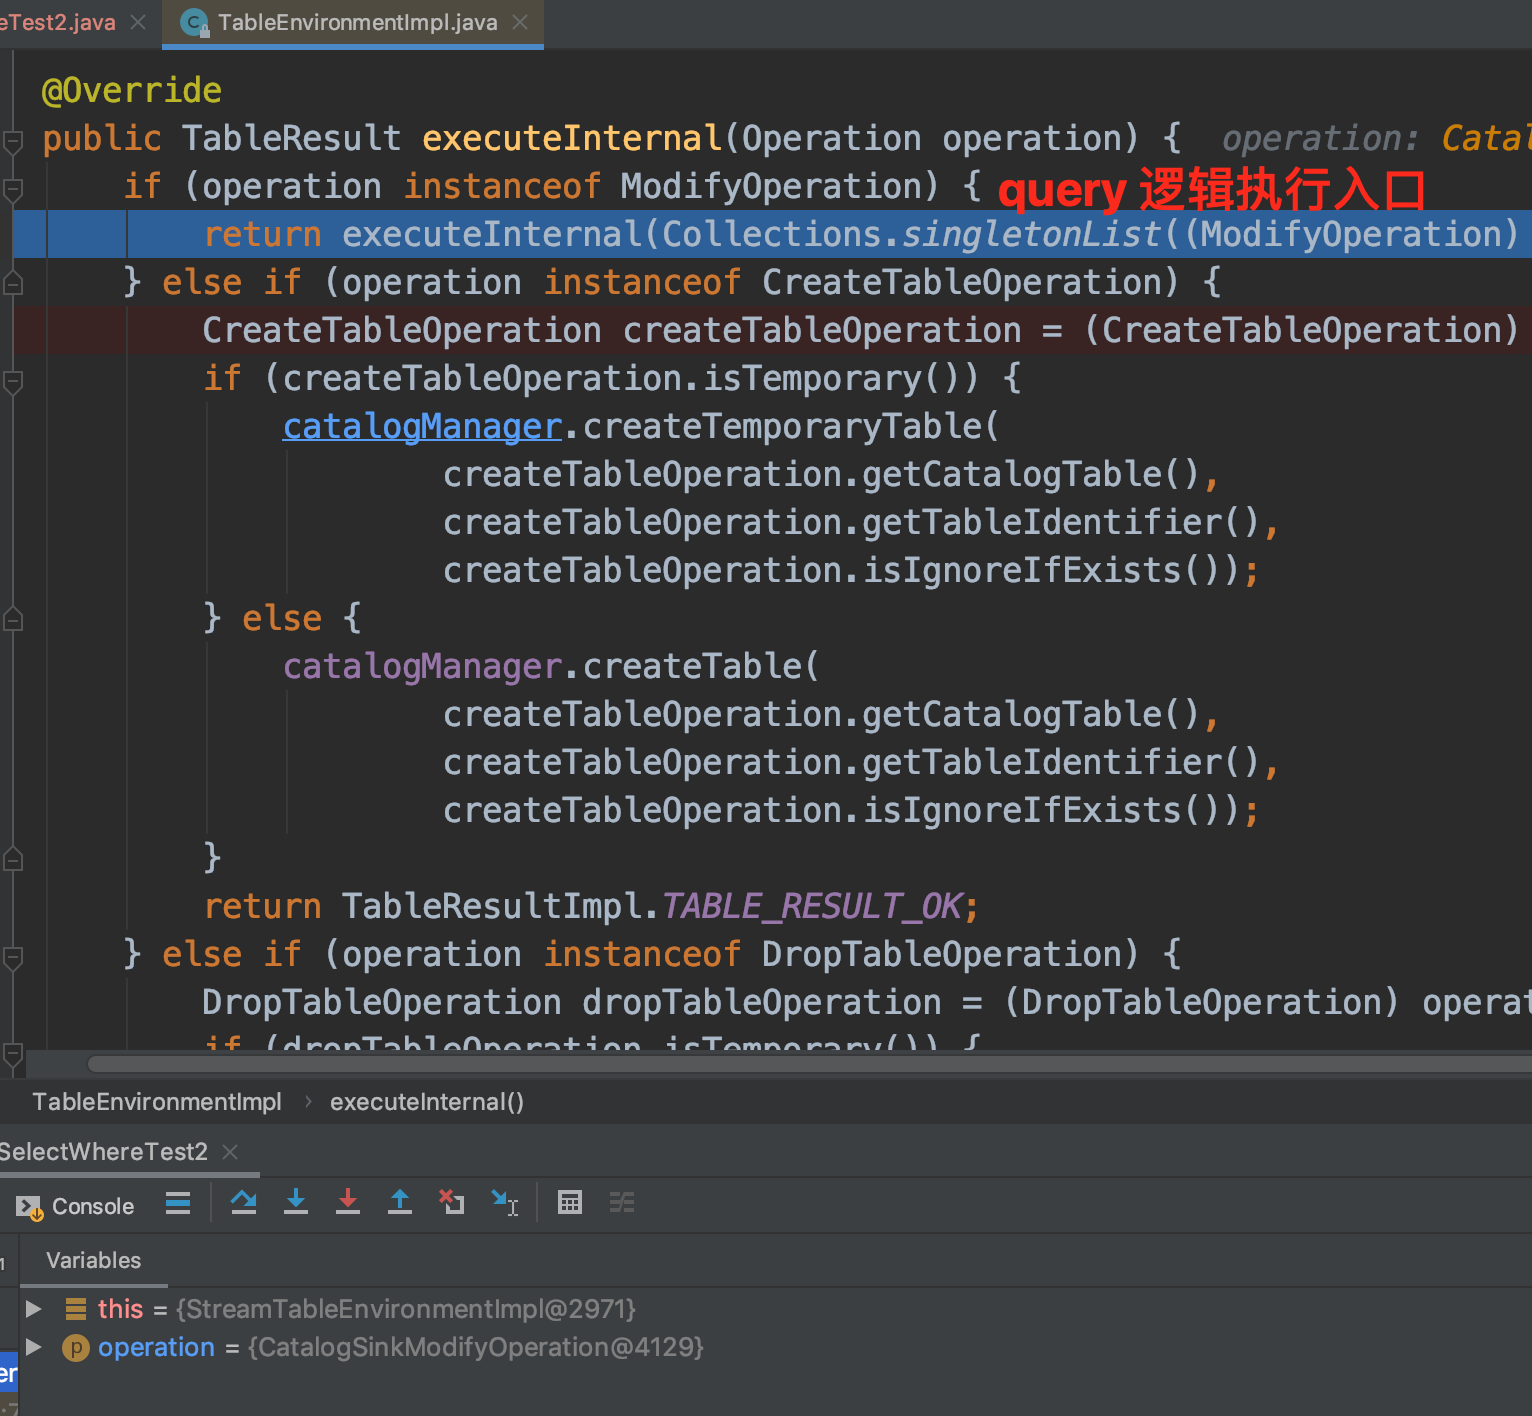 eTest2.java
TableEnvironmentImpl.java
@Override
public TableResult executeInternal(Operation operation) { operation: Catal
if (operation instanceof ModifyOperation) { query 逻辑执行入口
return executeInternal(Collections.singletonList((ModifyOperation)
} else if (operation instanceof CreateTableOperation) {
CreateTableOperation createTableOperation = (CreateTableOperation)
if (createTableOperation.isTemporary()) {
catalogManager.createTemporaryTable(
createTableOperation.getCatalogTable(),
createTableOperation.getTableIdentifier(),
createTableOperation.isIgnoreIfExists());
} else {
catalogManager.createTable(
createTableOperation.getCatalogTable(),
createTableOperation.getTableIdentifier(),
createTableOperation.isIgnoreIfExists());
}
return TableResultImpl.TABLE_RESULT_OK;
} else if (operation instanceof DropTableOperation) {
DropTableOperation dropTableOperation = (DropTableOperation) operat
if (dropTableOperation.isTemporary()) {
TableEnvironmentImpl › executeInternal()
SelectWhereTest2
Console
Variables
this = {StreamTableEnvironmentImpl@2971}
p operation = {CatalogSinkModifyOperation@4129}
er